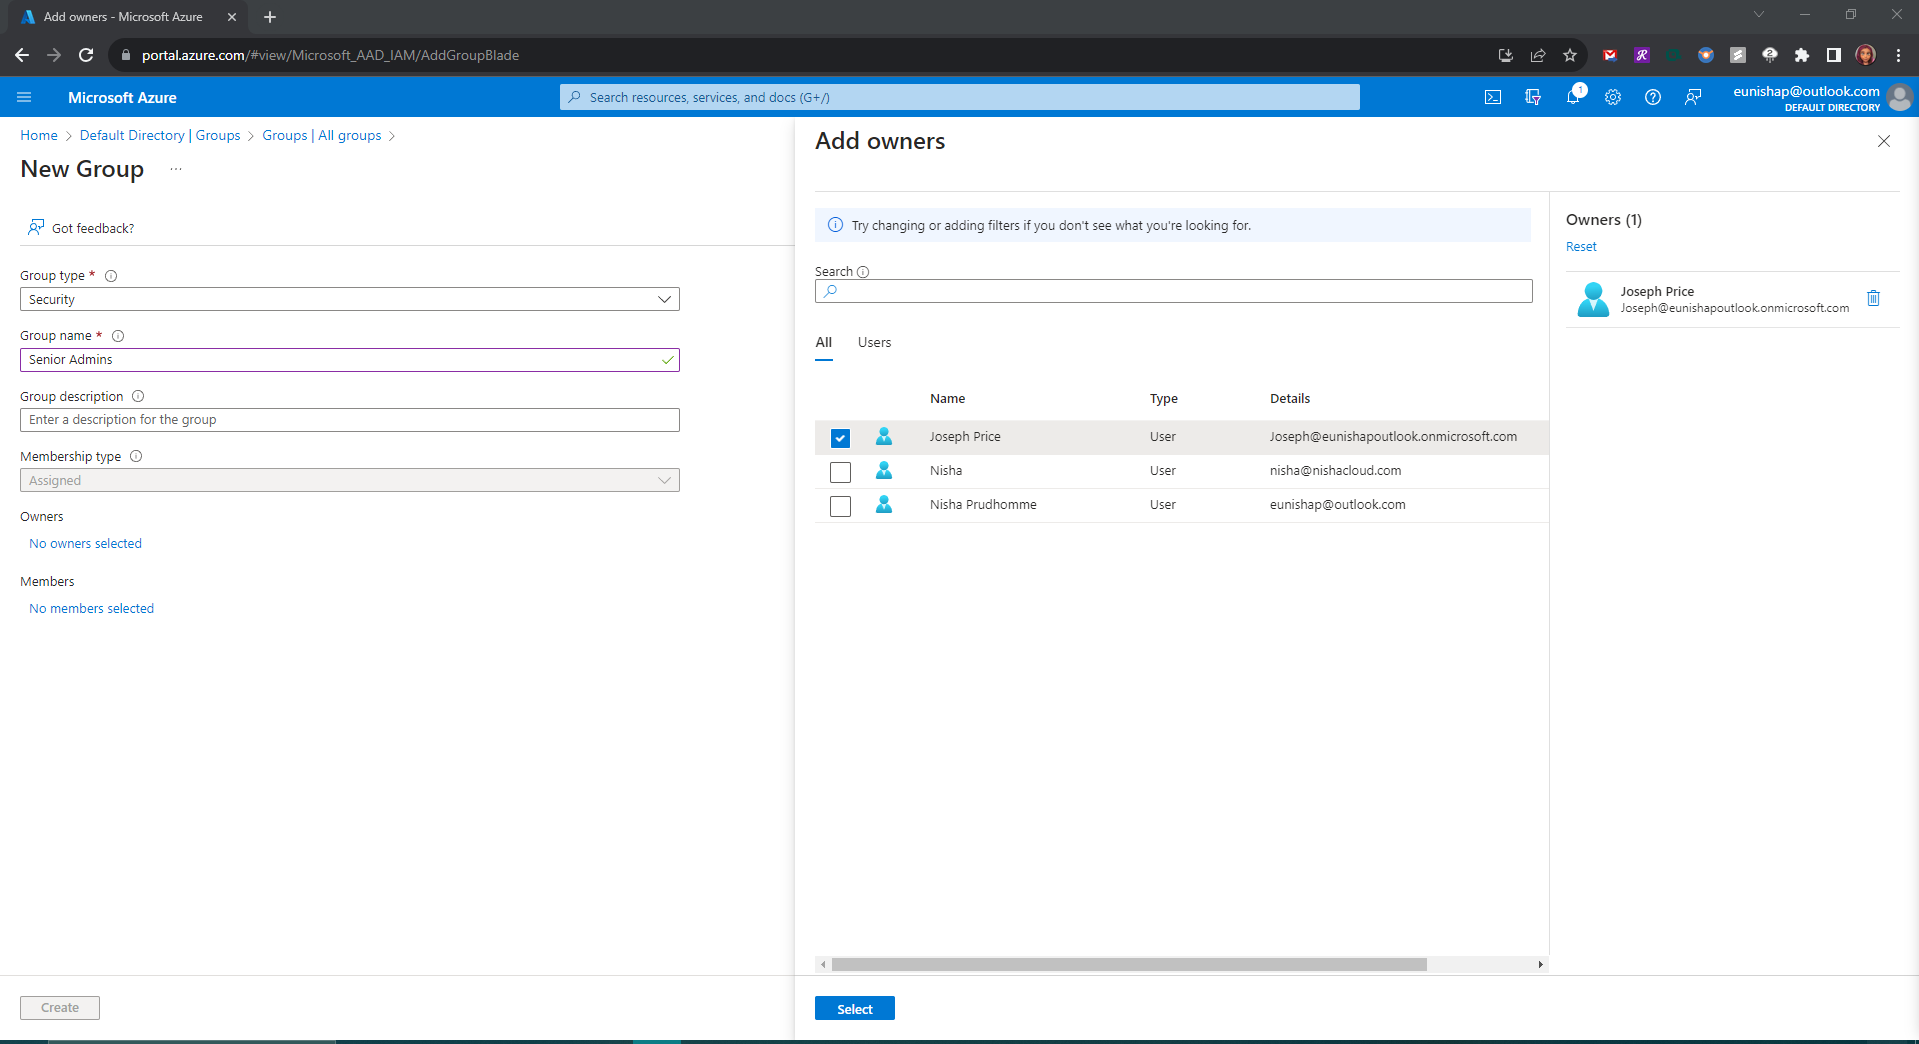 Add owners - Microsoft Azure
portal.azure.com/#view/Microsoft_AAD_IAM/AddGroupBlade
Microsoft Azure
Search resources, services, and docs (G+/)
1
eunishap@outlook.com
DEFAULT DIRECTORY
Home > Default Directory | Groups > Groups | All groups >
New Group ...
Got feedback?
Group type *
Security
Group name *
Senior Admins
Group description
Enter a description for the group
Membership type
Assigned
Owners
No owners selected
Members
No members selected
Create
Add owners
Try changing or adding filters if you don't see what you're looking for.
Search
All Users
Name Type Details
Joseph Price User Joseph@eunishapoutlook.onmicrosoft.com
Nisha User nisha@nishacloud.com
Nisha Prudhomme User eunishap@outlook.com
Select
Owners (1)
Reset
Joseph Price
Joseph@eunishapoutlook.onmicrosoft.com